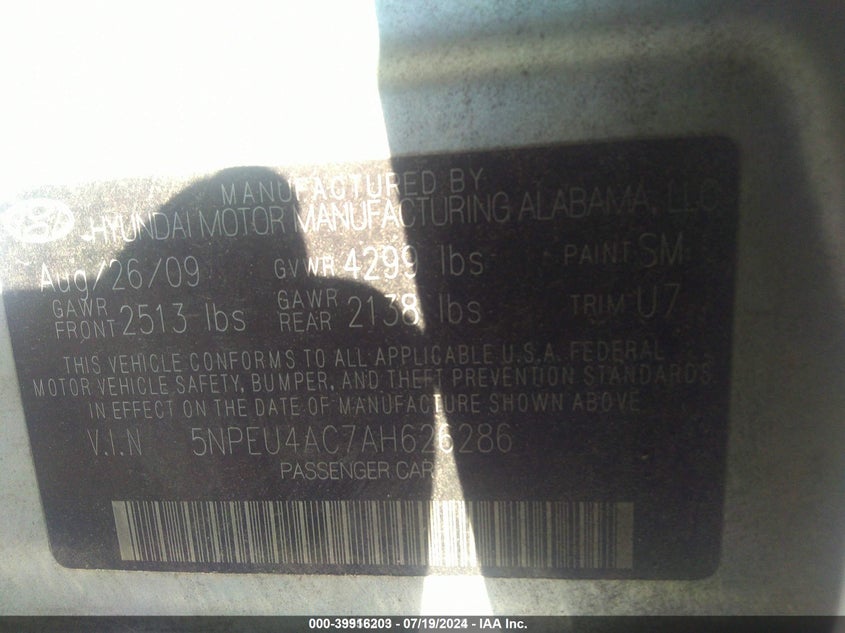 MANUFACTURED BY
HYUNDAI MOTOR MANUFACTURING ALABAMA, LLC
Aug/26/09 GVWR 4299 lbs PAINT SM
GAWR FRONT 2513 lbs GAWR REAR 2138 lbs TRIM U7
THIS VEHICLE CONFORMS TO ALL APPLICABLE U.S.A. FEDERAL
MOTOR VEHICLE SAFETY, BUMPER, AND THEFT PREVENTION STANDARDS
IN EFFECT ON THE DATE OF MANUFACTURE SHOWN ABOVE
V.I.N 5NPEU4AC7AH626286
PASSENGER CAR
000-39916203 - 07/19/2024 - IAA Inc.